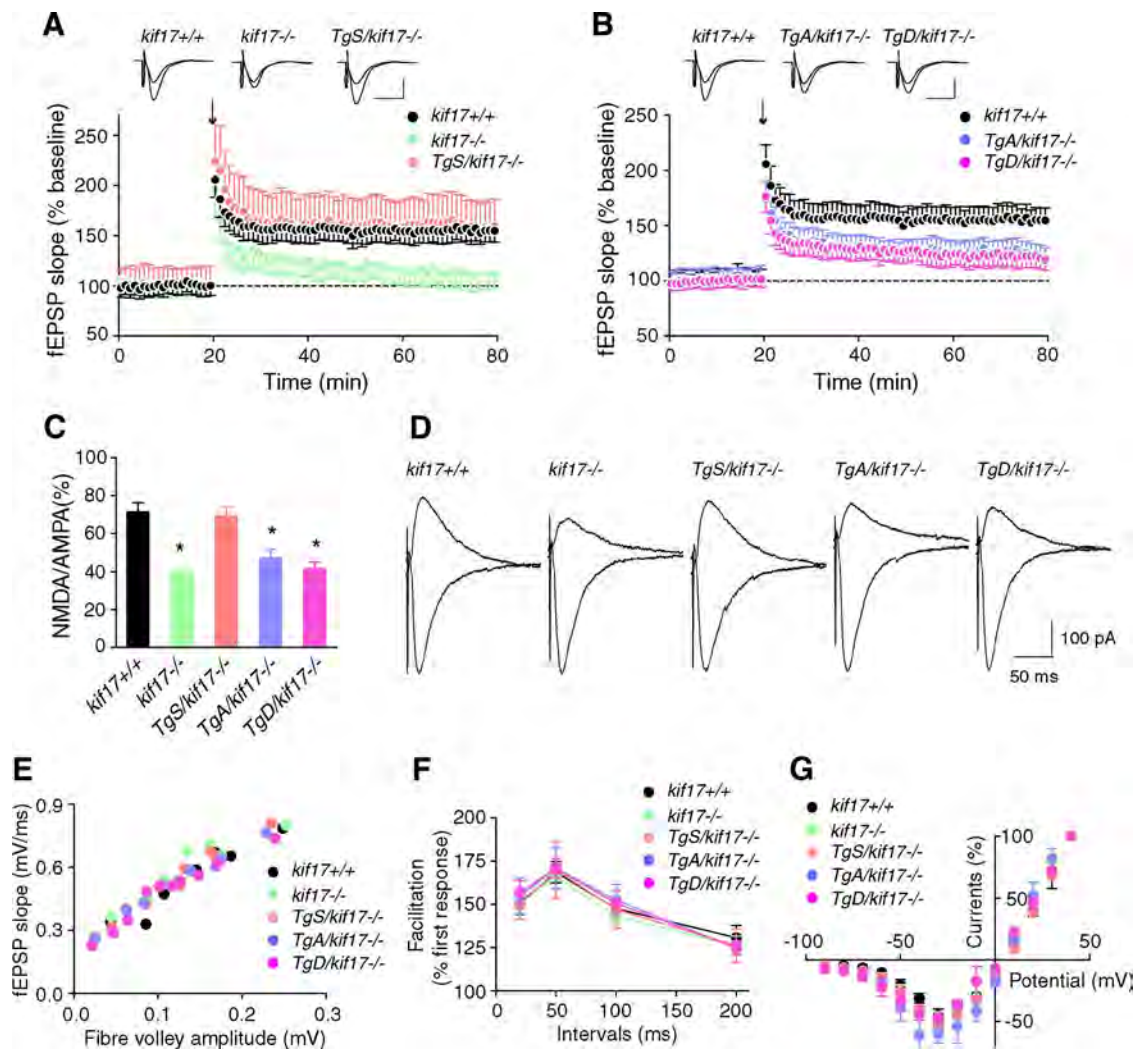 A
kif17+/+ kif17-/- TgS/kif17-/-
kif17+/+
kif17-/-
TgS/kif17-/-
fEPSP slope (% baseline)
250
200
150
100
50
0 20 40 60 80
Time (min)
B
kif17+/+ TgA/kif17-/- TgD/kif17-/-
kif17+/+
TgA/kif17-/-
TgD/kif17-/-
fEPSP slope (% baseline)
250
200
150
100
50
0 20 40 60 80
Time (min)
C
NMDA/AMPA(%)
100
80
60
40
20
0
* * *
kif17+/+ kif17-/- TgS/kif17-/- TgA/kif17-/- TgD/kif17-/-
D
kif17+/+ kif17-/- TgS/kif17-/- TgA/kif17-/- TgD/kif17-/-
100 pA
50 ms
E
fEPSP slope (mV/ms)
0.9
0.6
0.3
0.0
0.0 0.1 0.2 0.3
Fibre volley amplitude (mV)
kif17+/+
kif17-/-
TgS/kif17-/-
TgA/kif17-/-
TgD/kif17-/-
F
kif17+/+
kif17-/-
TgS/kif17-/-
TgA/kif17-/-
TgD/kif17-/-
Facilitation
(% first response)
200
175
150
125
100
0 50 100 150 200
Intervals (ms)
G
kif17+/+
kif17-/-
TgS/kif17-/-
TgA/kif17-/-
TgD/kif17-/-
Currents (%)
100
50
-100 -50 50
Potential (mV)
-50